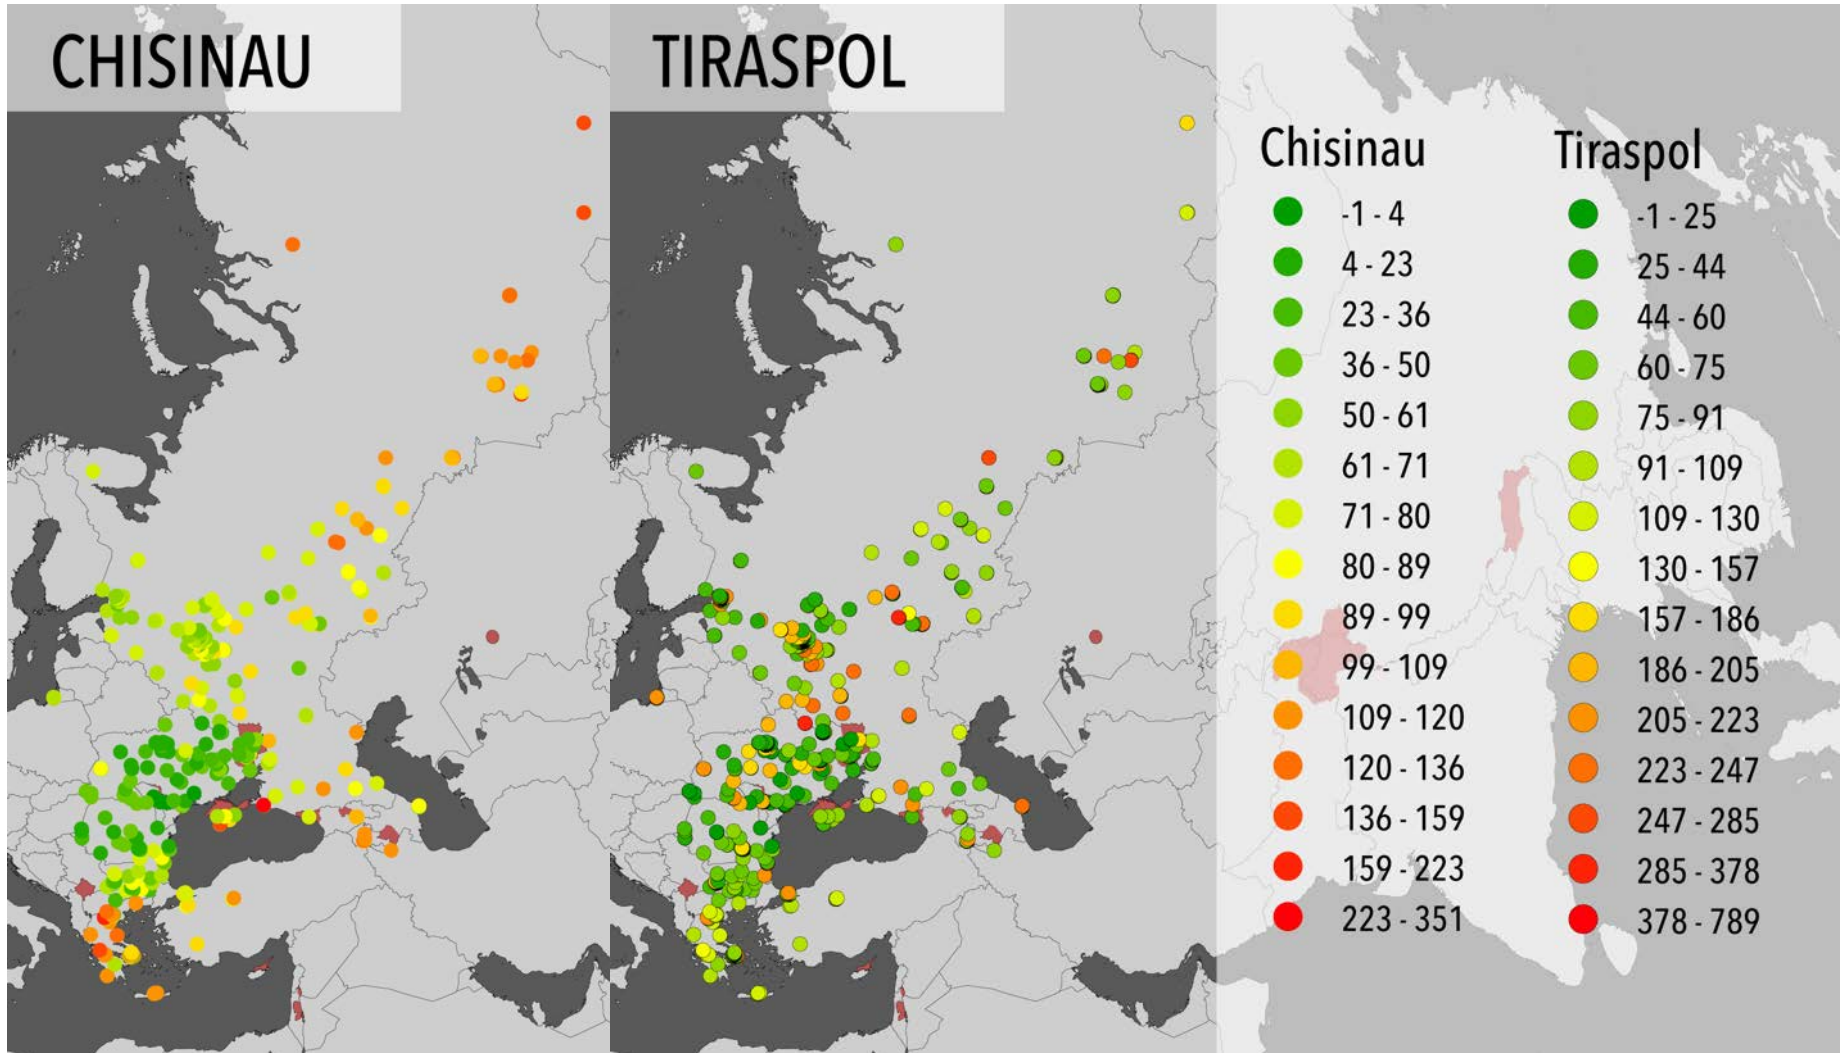 CHISINAU
TIRASPOL
Chisinau
-1 - 4
4 - 23
23 - 36
36 - 50
50 - 61
61 - 71
71 - 80
80 - 89
89 - 99
99 - 109
109 - 120
120 - 136
136 - 159
159 - 223
223 - 351
Tiraspol
-1 - 25
25 - 44
44 - 60
60 - 75
75 - 91
91 - 109
109 - 130
130 - 157
157 - 186
186 - 205
205 - 223
223 - 247
247 - 285
285 - 378
378 - 789